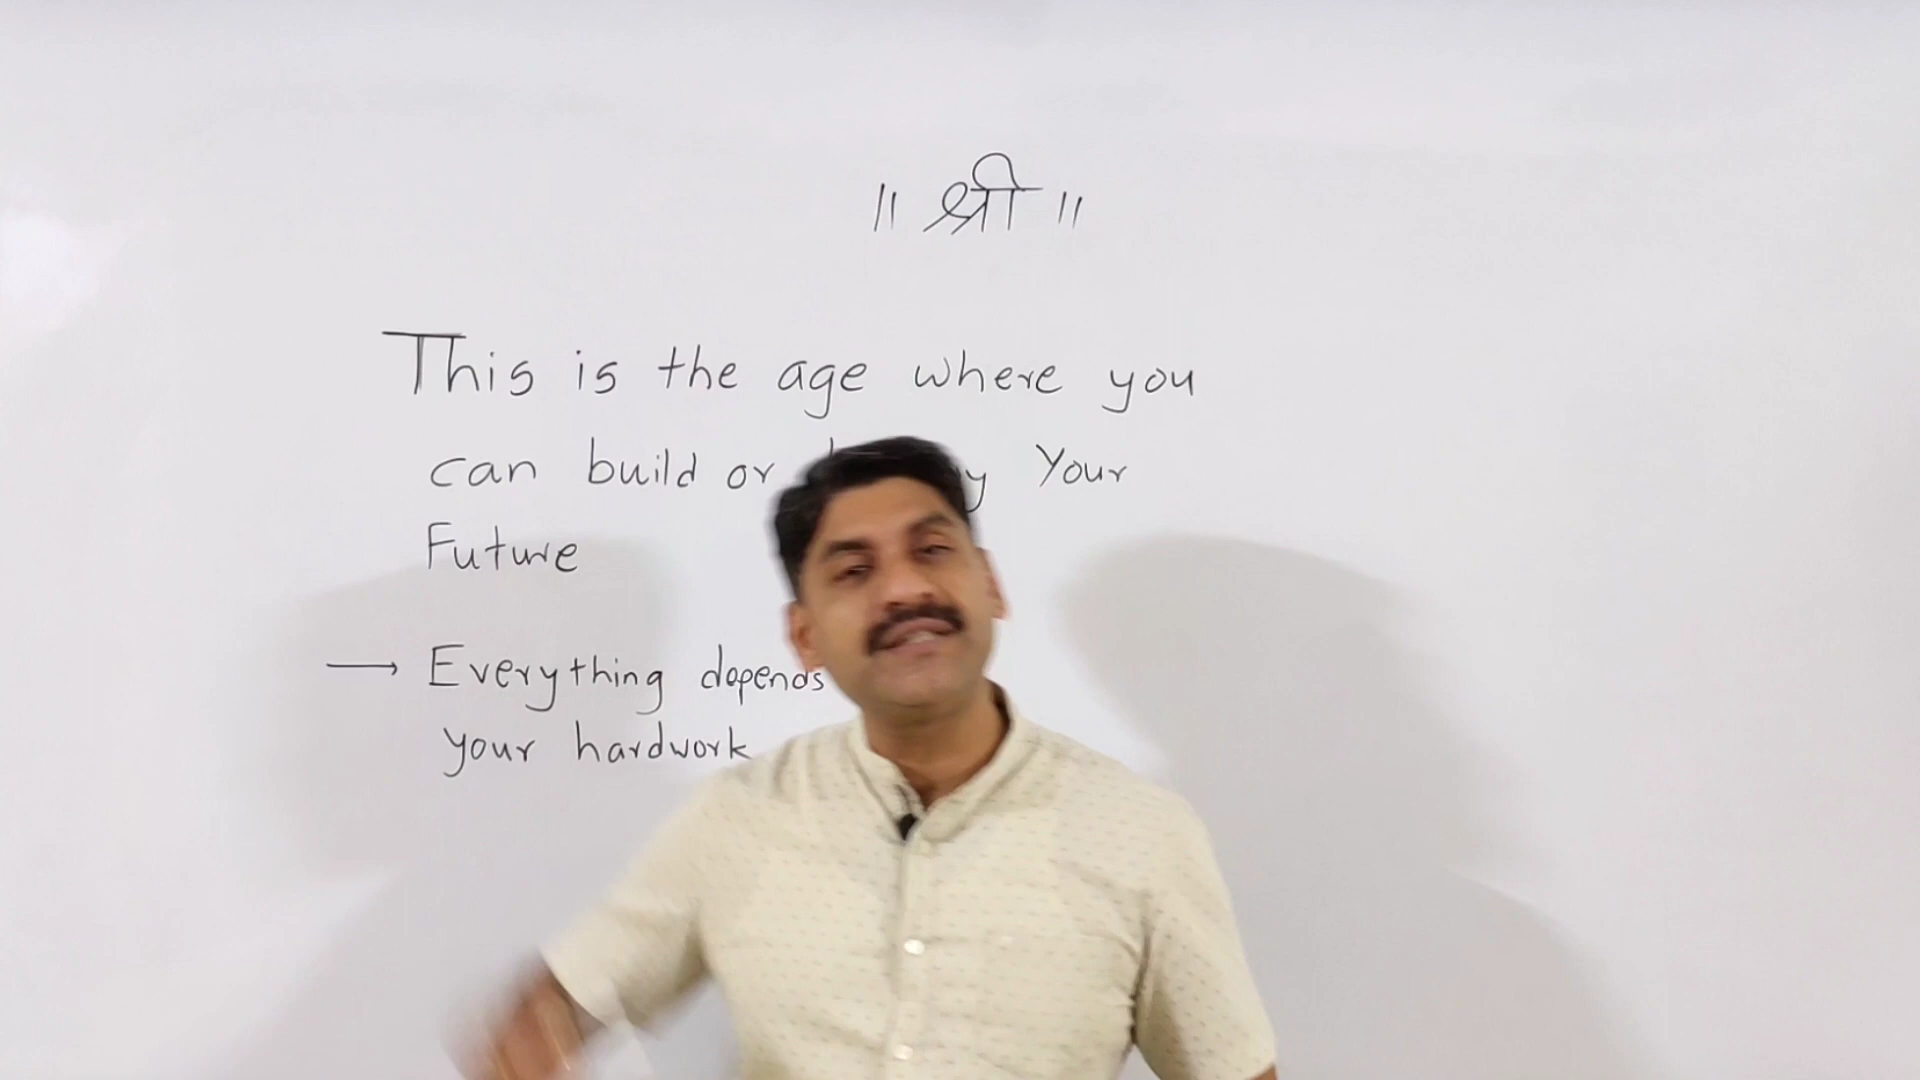 ॥ श्री ॥
This is the age where you
can build or Your
Future
→ Everything depends
your hardwork